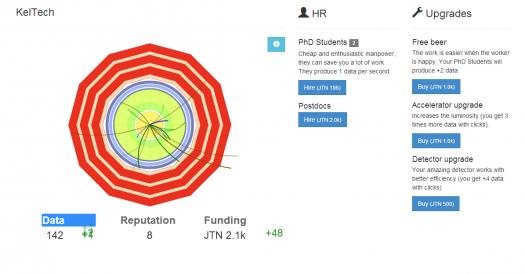 KelTech
HR
PhD Students 2
Cheap and enthusiastic manpower,
they can save you a lot of work.
They produce 1 data per second.
Hire (JTN 196)
Postdocs
Hire (JTN 2.0k)
Upgrades
Free beer
The work is easier when the worker
is happy. Your PhD Students will
produce +2 data.
Buy (JTN 1.0k)
Accelerator upgrade
Increases the luminosity (you get 3
times more data with clicks).
Buy (JTN 1.0k)
Detector upgrade
Your amazing detector works with
better efficiency (you get +4 data
with clicks).
Buy (JTN 500)
Data Reputation Funding
142 8 JTN 2.1k +48